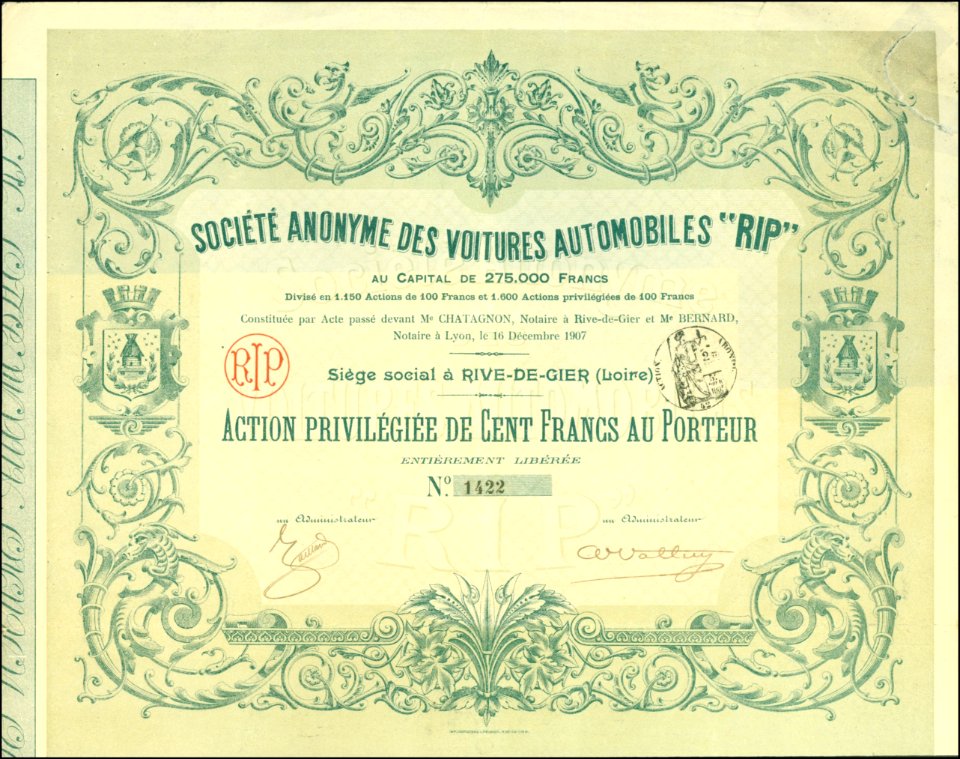 SOCIÉTÉ ANONYME DES VOITURES AUTOMOBILES "RIP"
AU CAPITAL DE 275.000 FRANCS
Divisé en 1.150 Actions de 100 Francs et 1.600 Actions privilégiées de 100 Francs
Constituée par Acte passé devant Me CHATAGNON, Notaire à Rive-de-Gier et Me BERNARD,
Notaire à Lyon, le 16 Décembre 1907
RIP
Siège social à RIVE-DE-GIER (Loire)
ACTION PRIVILÉGIÉE DE CENT FRANCS AU PORTEUR
ENTIÈREMENT LIBÉRÉE
No. 1422
un Administrateur
un Administrateur
RIP